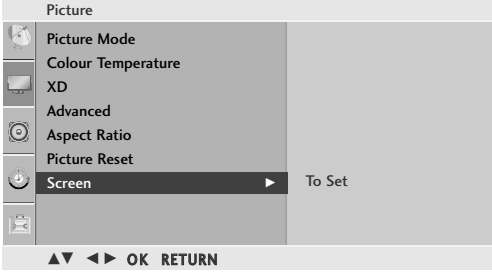 Picture
Picture Mode
Colour Temperature
XD
Advanced
Aspect Ratio
Picture Reset
Screen ► To Set
▲▼ ◄ ► OK RETURN